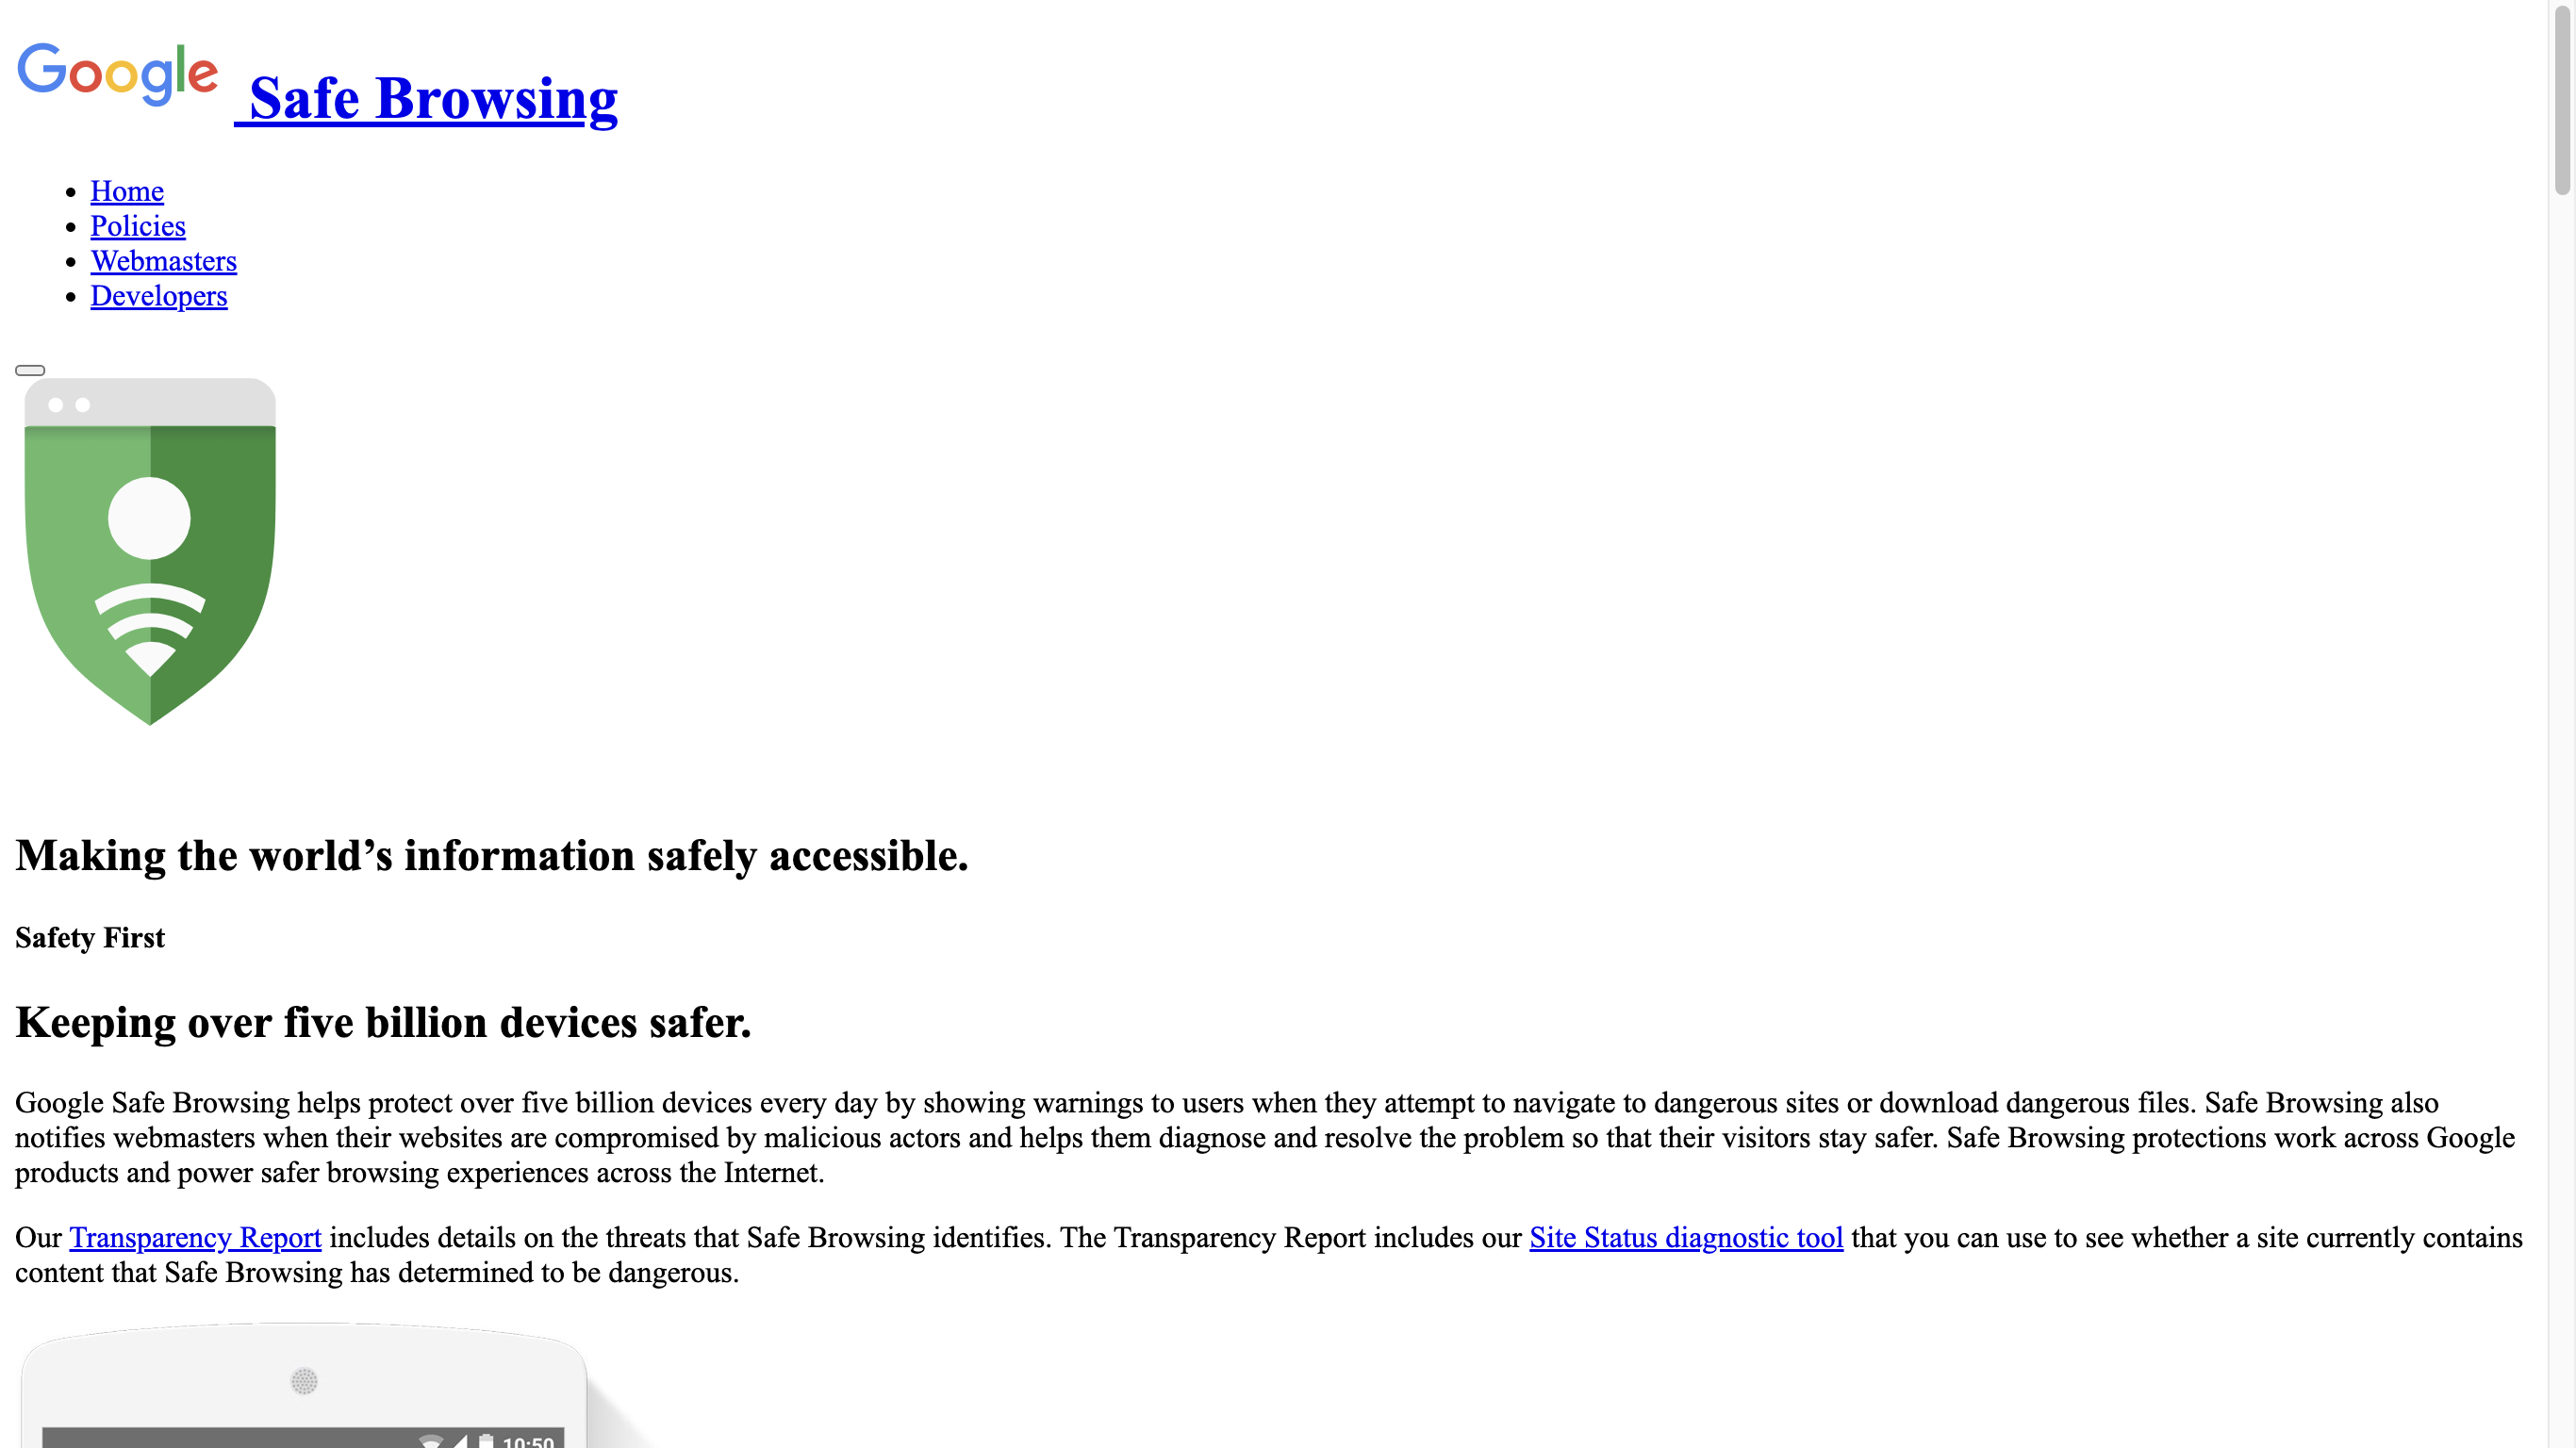 Google Safe Browsing
Home
Policies
Webmasters
Developers
Making the world’s information safely accessible.
Safety First
Keeping over five billion devices safer.
Google Safe Browsing helps protect over five billion devices every day by showing warnings to users when they attempt to navigate to dangerous sites or download dangerous files. Safe Browsing also
notifies webmasters when their websites are compromised by malicious actors and helps them diagnose and resolve the problem so that their visitors stay safer. Safe Browsing protections work across Google
products and power safer browsing experiences across the Internet.
Our Transparency Report includes details on the threats that Safe Browsing identifies. The Transparency Report includes our Site Status diagnostic tool that you can use to see whether a site currently contains
content that Safe Browsing has determined to be dangerous.
10:50